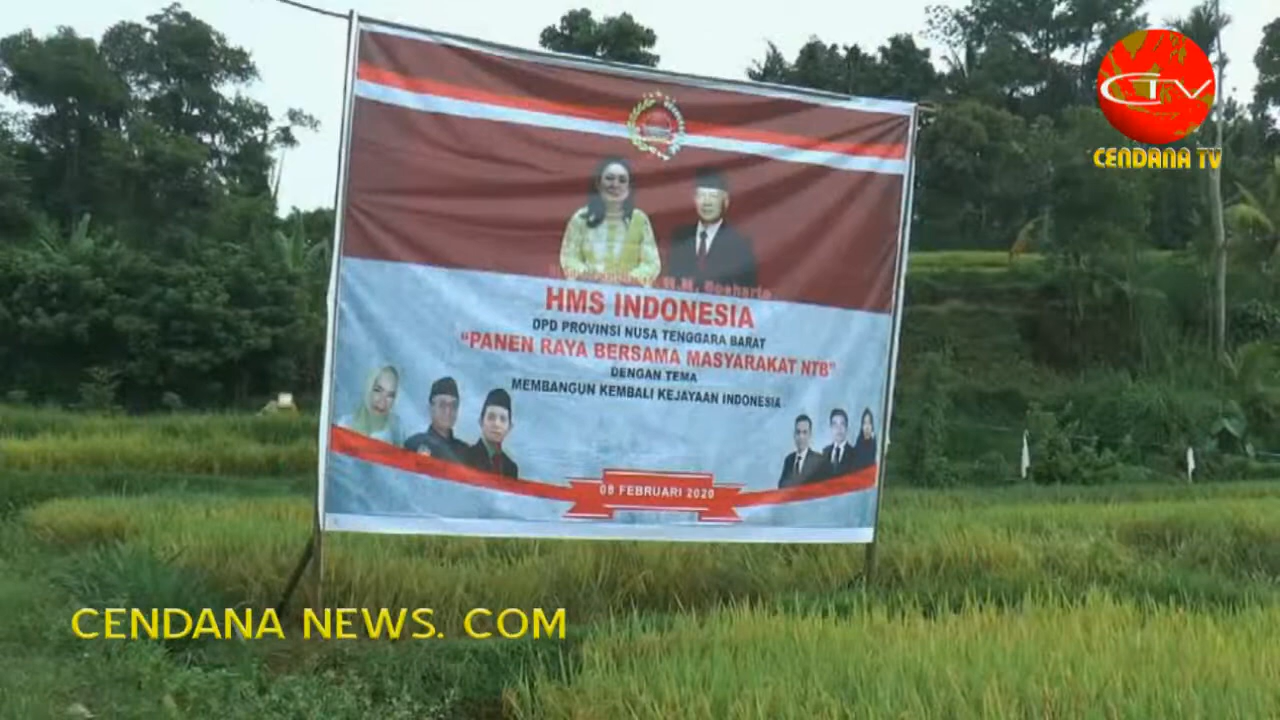 CTV
CENDANA TV
H.M. Soeharto
HMS INDONESIA
DPD PROVINSI NUSA TENGGARA BARAT
"PANEN RAYA BERSAMA MASYARAKAT NTB"
DENGAN TEMA
MEMBANGUN KEMBALI KEJAYAAN INDONESIA
08 FEBRUARI 2020
CENDANA NEWS. COM